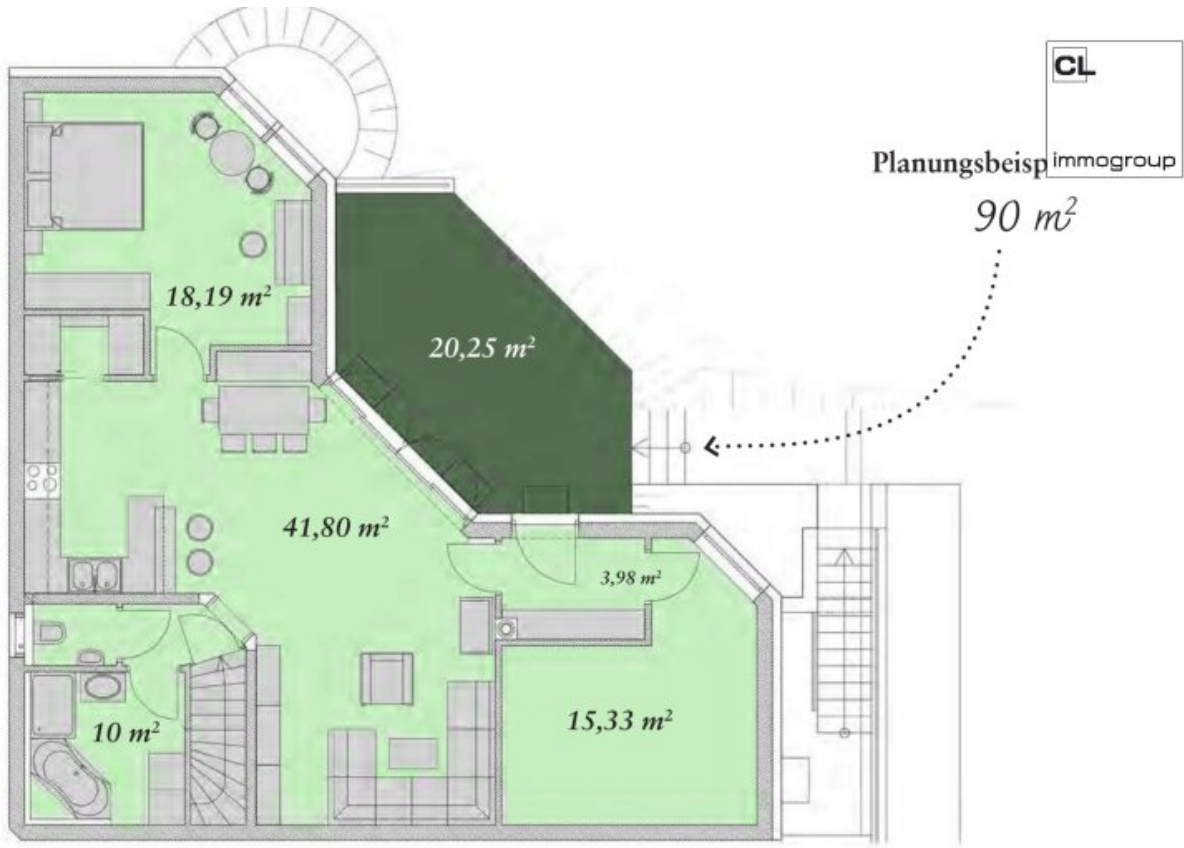 CL
immogroup
Planungsbeisp
90 m²
18,19 m²
20,25 m²
41,80 m²
3,98 m²
15,33 m²
10 m²